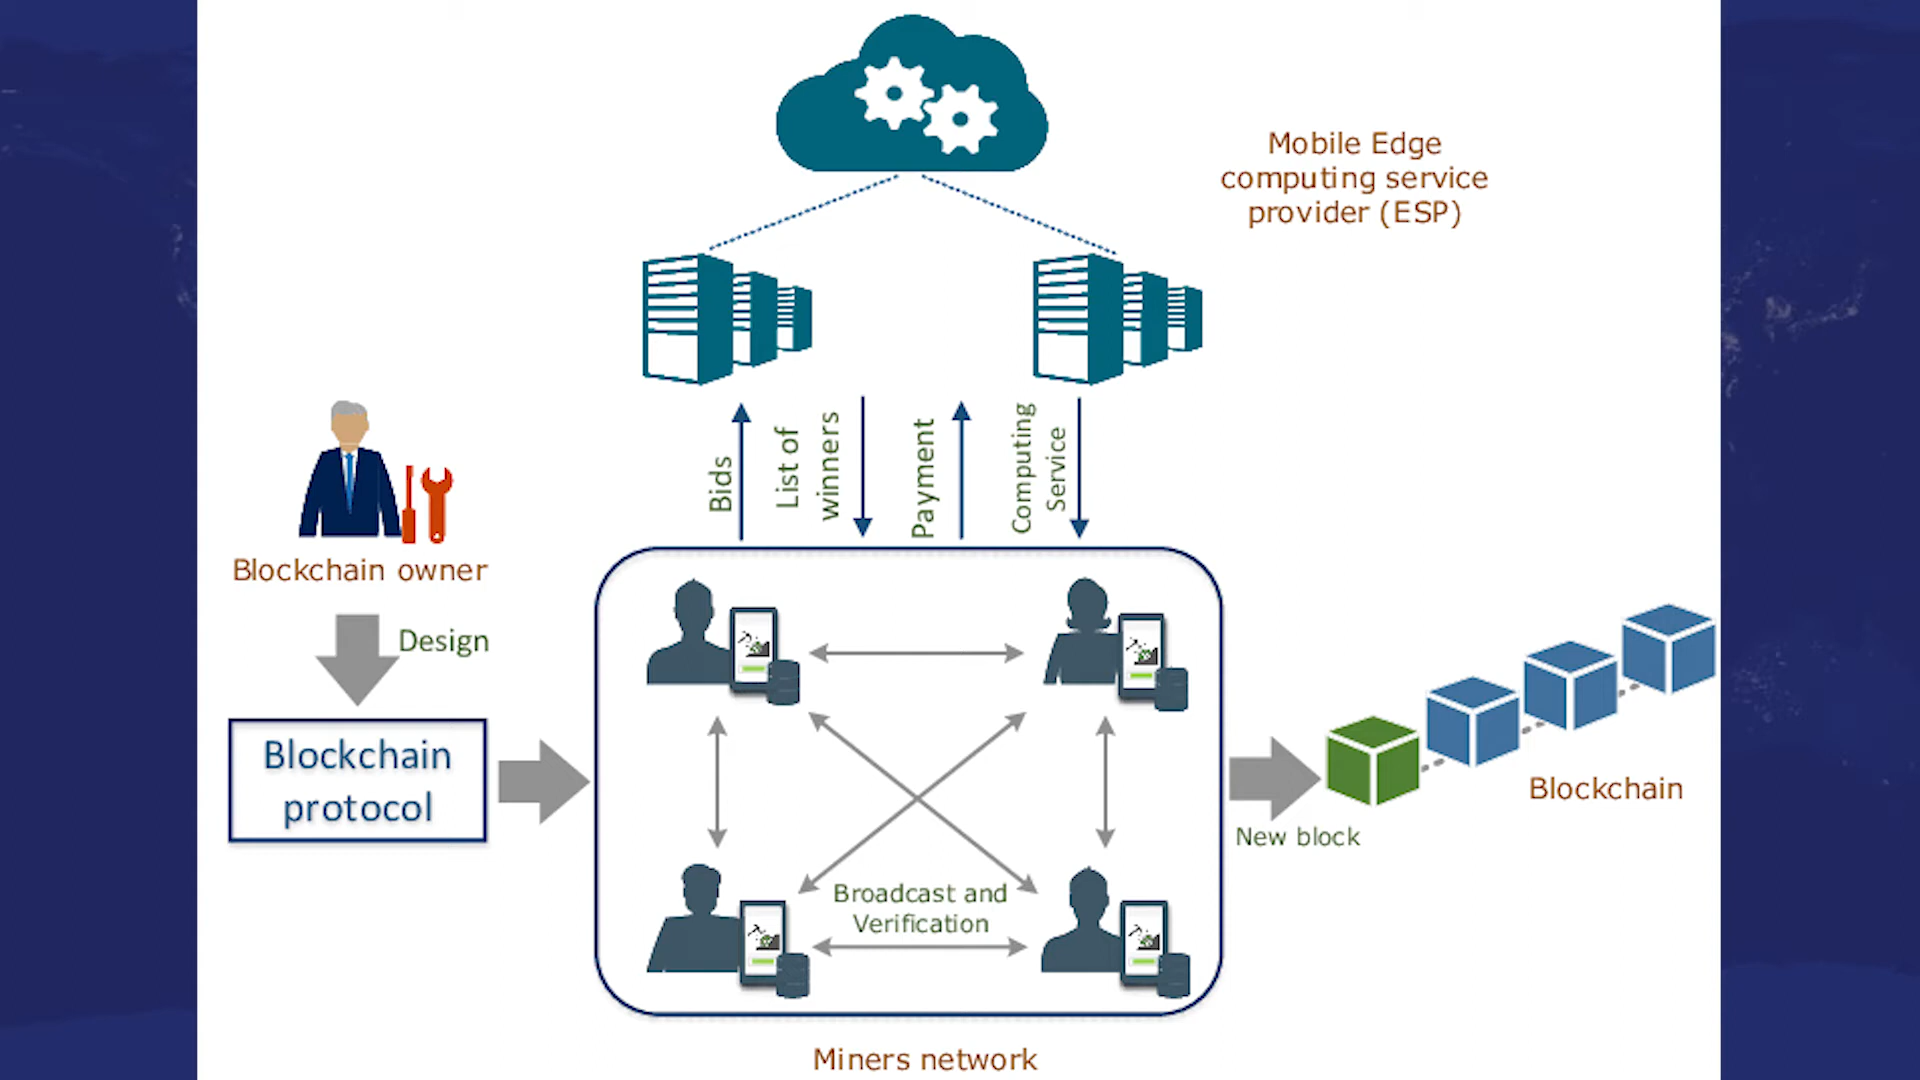 Mobile Edge
computing service
provider (ESP)
Bids
List of
winners
Payment
Computing
Service
Blockchain owner
Design
Blockchain
protocol
Broadcast and
Verification
New block
Blockchain
Miners network